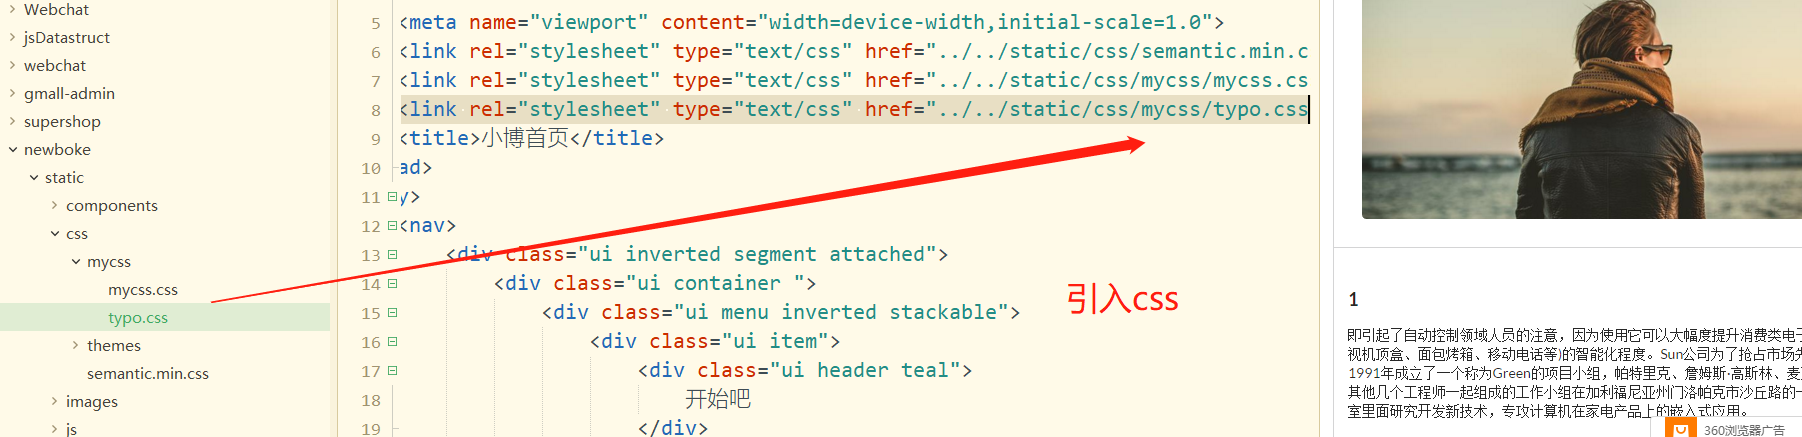 Webchat
jsDatastruct
webchat
gmall-admin
supershop
newboke
static
components
css
mycss
mycss.css
typo.css
themes
semantic.min.css
images
js
5 <meta name="viewport" content="width=device-width,initial-scale=1.0">
6 <link rel="stylesheet" type="text/css" href="../../static/css/semantic.min.c
7 <link rel="stylesheet" type="text/css" href="../../static/css/mycss/mycss.cs
8 <link rel="stylesheet" type="text/css" href="../../static/css/mycss/typo.css
9 <title>小博首页</title>
10 ad>
11 y>
12 <nav>
13 <div class="ui inverted segment attached">
14 <div class="ui container ">
15 <div class="ui menu inverted stackable">
16 <div class="ui item">
17 <div class="ui header teal">
18 开始吧
19 </div>
引入css
1
即引起了自动控制领域人员的注意，因为使用它可以大幅度提升消费类电子
视机顶盒、面包烤箱、移动电话等)的智能化程度。Sun公司为了抢占市场先
1991年成立了一个称为Green的项目小组，帕特里克、詹姆斯·高斯林、麦
其他几个工程师一起组成的工作小组在加利福尼亚州门洛帕克市沙丘路的一
室里面研究开发新技术，专攻计算机在家电产品上的嵌入式应用。
360浏览器广告